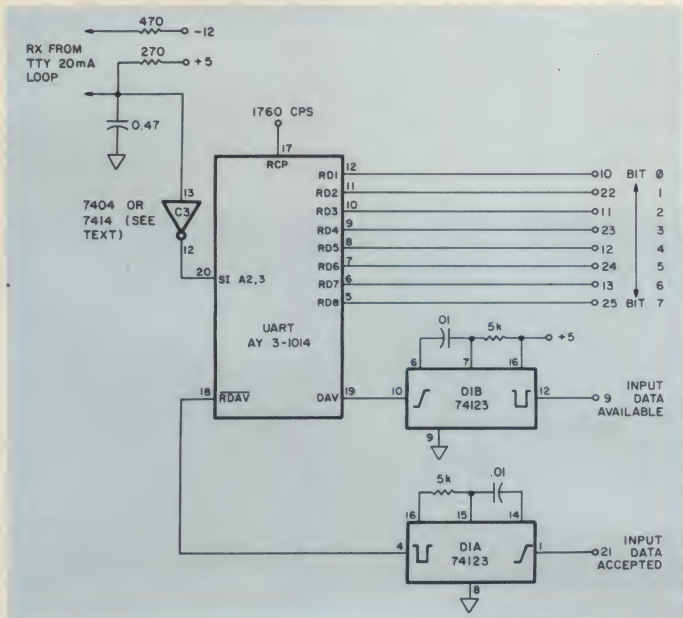 470
-12
RX FROM
TTY 20mA
LOOP
270
+5
0.47
1760 CPS
17
RCP
13
7404 OR
7414 (SEE
TEXT)
C3
12
20
SI A2,3
UART
AY 3-1014
RD1 12 10 BIT 0
RD2 11 22 1
RD3 10 11 2
RD4 9 23 3
RD5 8 12 4
RD6 7 24 5
RD7 6 13 6
RD8 5 25 BIT 7
.01
5k
+5
6 7 16
18
RDAV
DAV
19
10
D1B
74123
12
9
INPUT
DATA
AVAILABLE
9
5k
.01
16 15 14
4
D1A
74123
1
21
INPUT
DATA
ACCEPTED
8